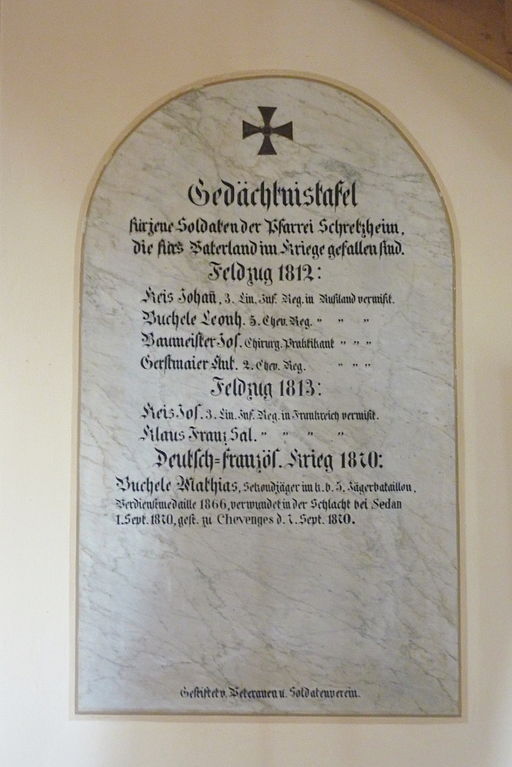 Gedächtnistafel
für jene Soldaten der Pfarrei Schretzheim,
die fürs Vaterland im Kriege gefallen sind.
Feldzug 1812:
Keis Johañ, 3. Lin. Inf. Reg. in Rußland vermißt.
Buchele Leonh. 5. Chev. Reg. " " "
Baumeister Jos. Chirurg. Praktikant " " "
Gerstmaier Ant. 2. Chev. Reg. " " "
Feldzug 1813:
Keis Jos. 3. Lin. Inf. Reg. in Frankreich vermißt.
Klaus Franz Sal. " " " "
Deutsch=französ. Krieg 1870:
Buchele Mathias, Sekondjäger im k. b. 5. Jägerbataillon,
Verdienstmedaille 1866, verwundet in der Schlacht bei Sedan
1. Sept. 1870, gest. zu Chevenges d. 7. Sept. 1870.
Gestiftet v. Veteranen u. Soldatenverein.